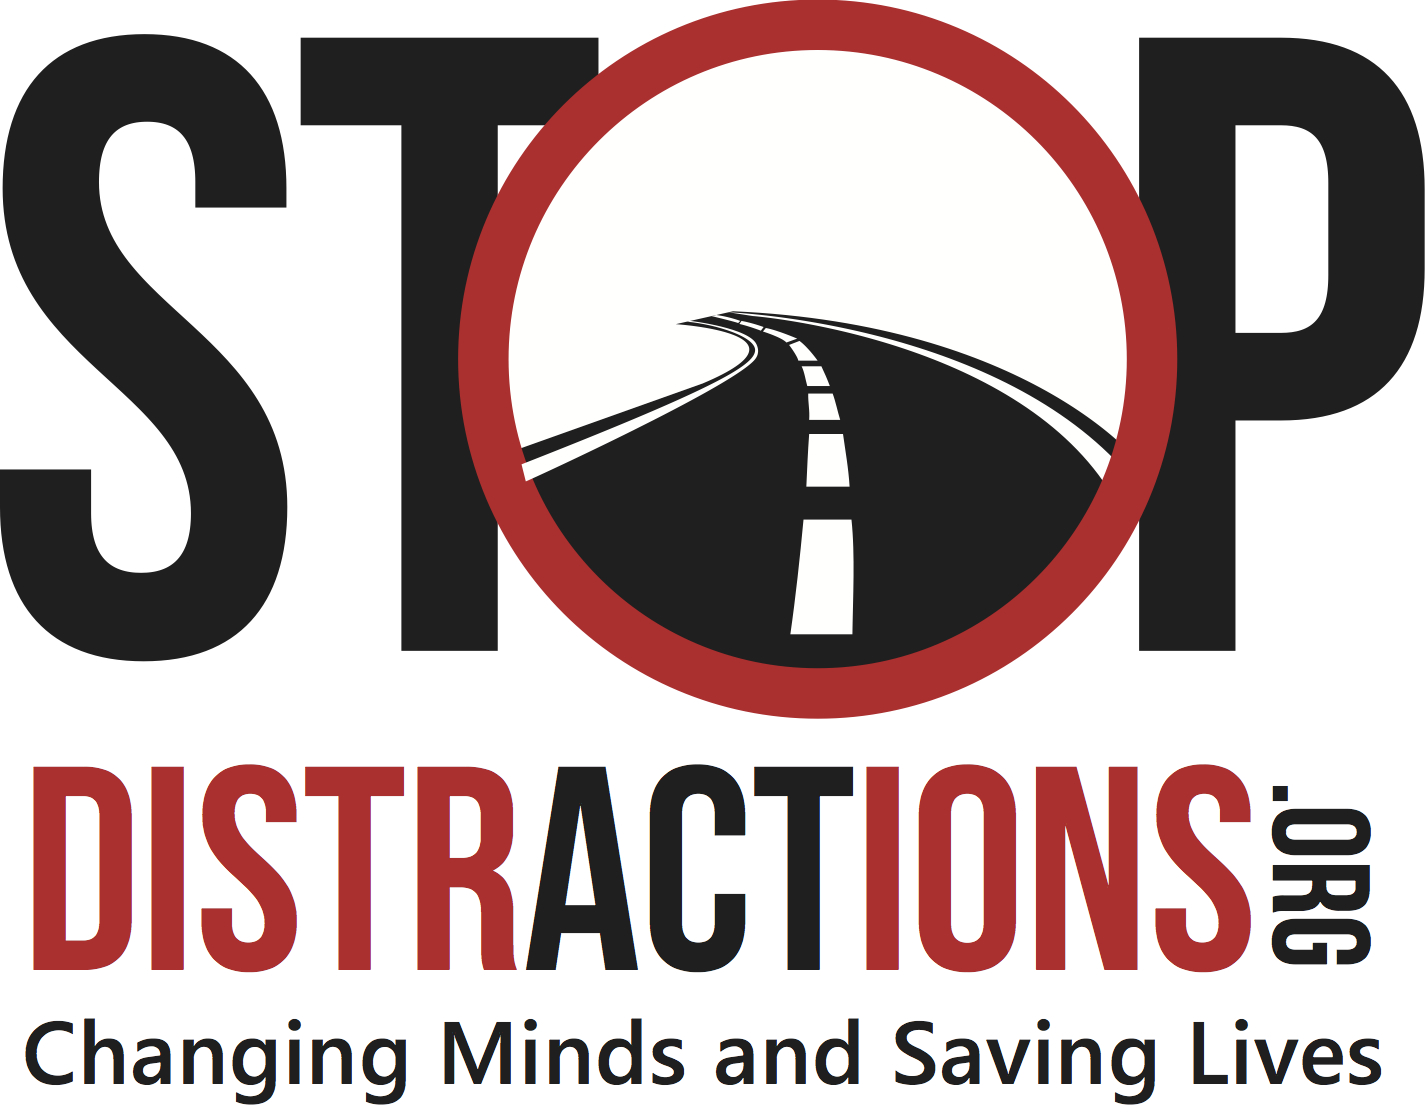 STOP
DISTRACTIONS.ORG
Changing Minds and Saving Lives